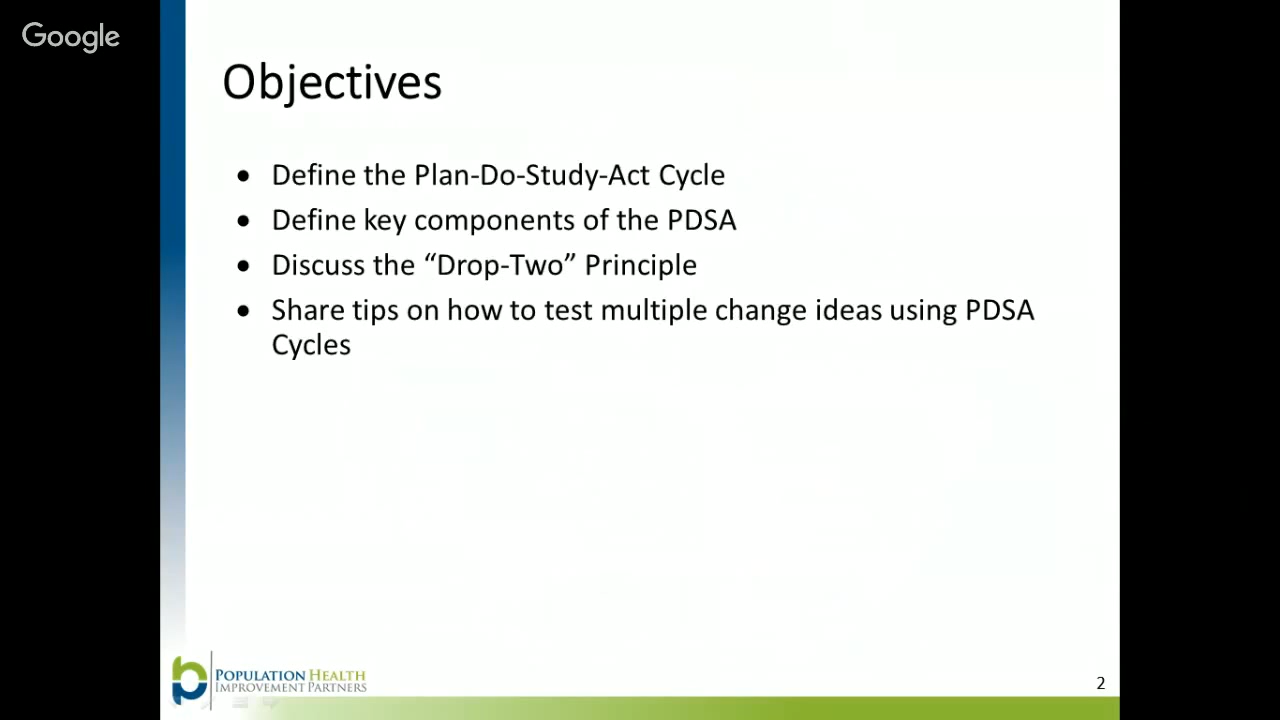 Google
Objectives
• Define the Plan-Do-Study-Act Cycle
• Define key components of the PDSA
• Discuss the “Drop-Two” Principle
• Share tips on how to test multiple change ideas using PDSA
Cycles
POPULATION HEALTH
IMPROVEMENT PARTNERS
2